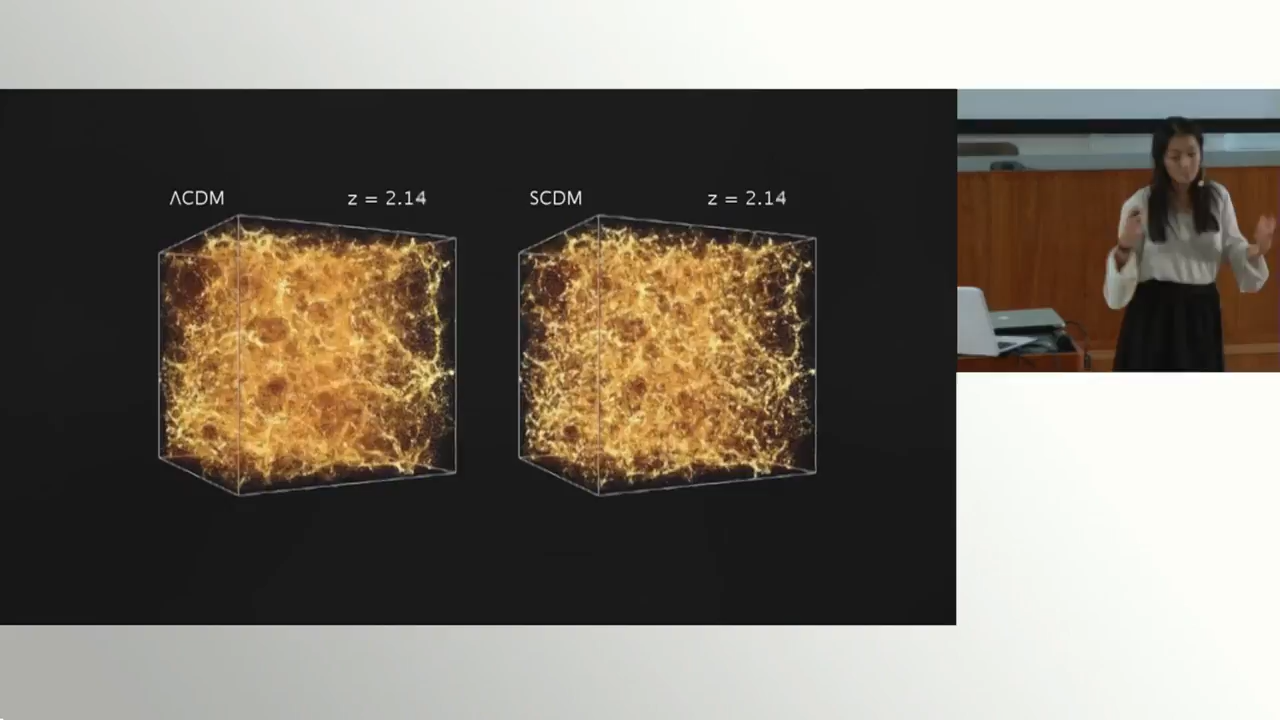 ΛCDM z = 2.14
SCDM z = 2.14